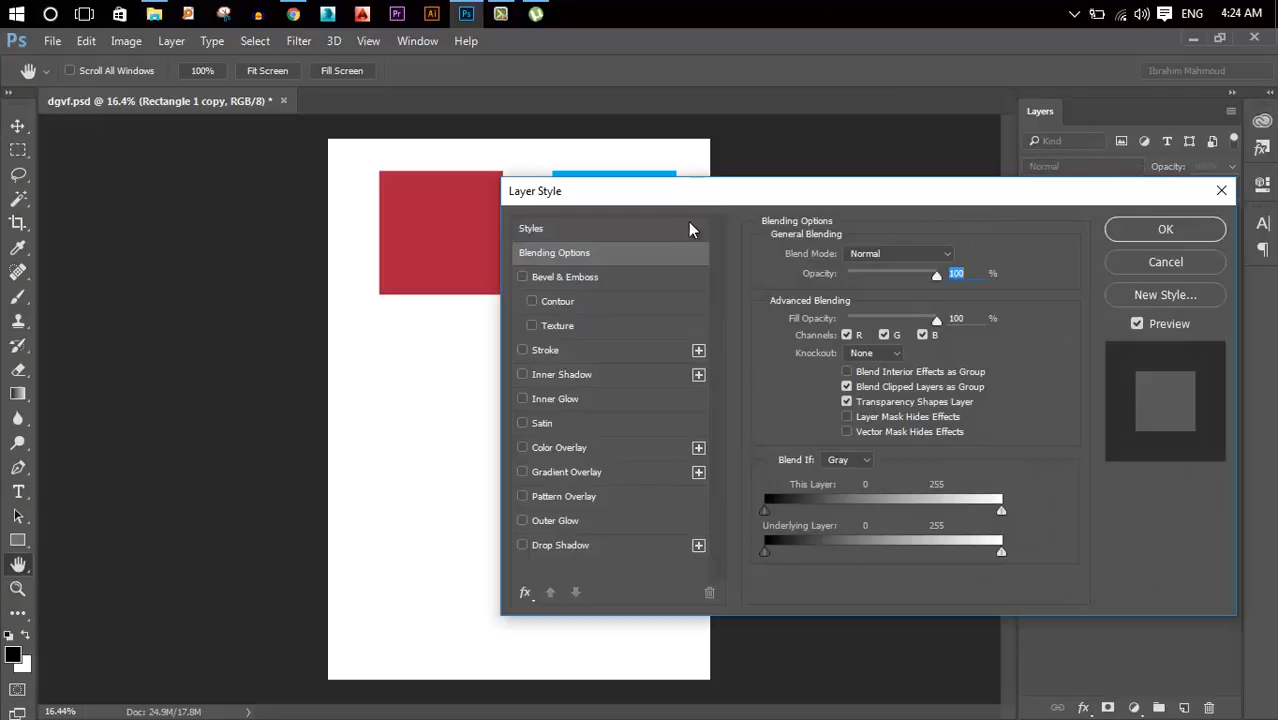 ENG
4:24 AM
Ps
File Edit Image Layer Type Select Filter 3D View Window Help
Scroll All Windows 100% Fit Screen Fill Screen
Ibrahim Mahmoud
dgvf.psd @ 16.4% (Rectangle 1 copy, RGB/8) *
Layers
Kind
Normal Opacity:
Layer Style
Styles
Blending Options
Bevel & Emboss
Contour
Texture
Stroke
Inner Shadow
Inner Glow
Satin
Color Overlay
Gradient Overlay
Pattern Overlay
Outer Glow
Drop Shadow
fx
Blending Options
General Blending
Blend Mode: Normal
Opacity: 100 %
Advanced Blending
Fill Opacity: 100 %
Channels: R G B
Knockout: None
Blend Interior Effects as Group
Blend Clipped Layers as Group
Transparency Shapes Layer
Layer Mask Hides Effects
Vector Mask Hides Effects
Blend If: Gray
This Layer: 0 255
Underlying Layer: 0 255
OK
Cancel
New Style...
Preview
16.44% Doc: 24.9M/17.8M